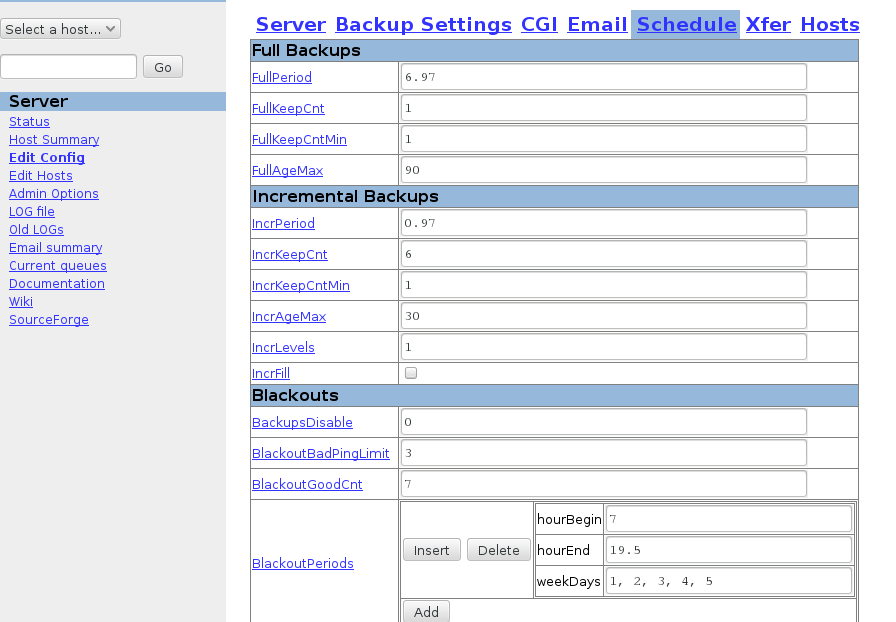 Select a host...
Go
Server
Status
Host Summary
Edit Config
Edit Hosts
Admin Options
LOG file
Old LOGs
Email summary
Current queues
Documentation
Wiki
SourceForge
Server Backup Settings CGI Email Schedule Xfer Hosts
Full Backups
FullPeriod 6.97
FullKeepCnt 1
FullKeepCntMin 1
FullAgeMax 90
Incremental Backups
IncrPeriod 0.97
IncrKeepCnt 6
IncrKeepCntMin 1
IncrAgeMax 30
IncrLevels 1
IncrFill
Blackouts
BackupsDisable 0
BlackoutBadPingLimit 3
BlackoutGoodCnt 7
BlackoutPeriods
Insert Delete
hourBegin 7
hourEnd 19.5
weekDays 1, 2, 3, 4, 5
Add